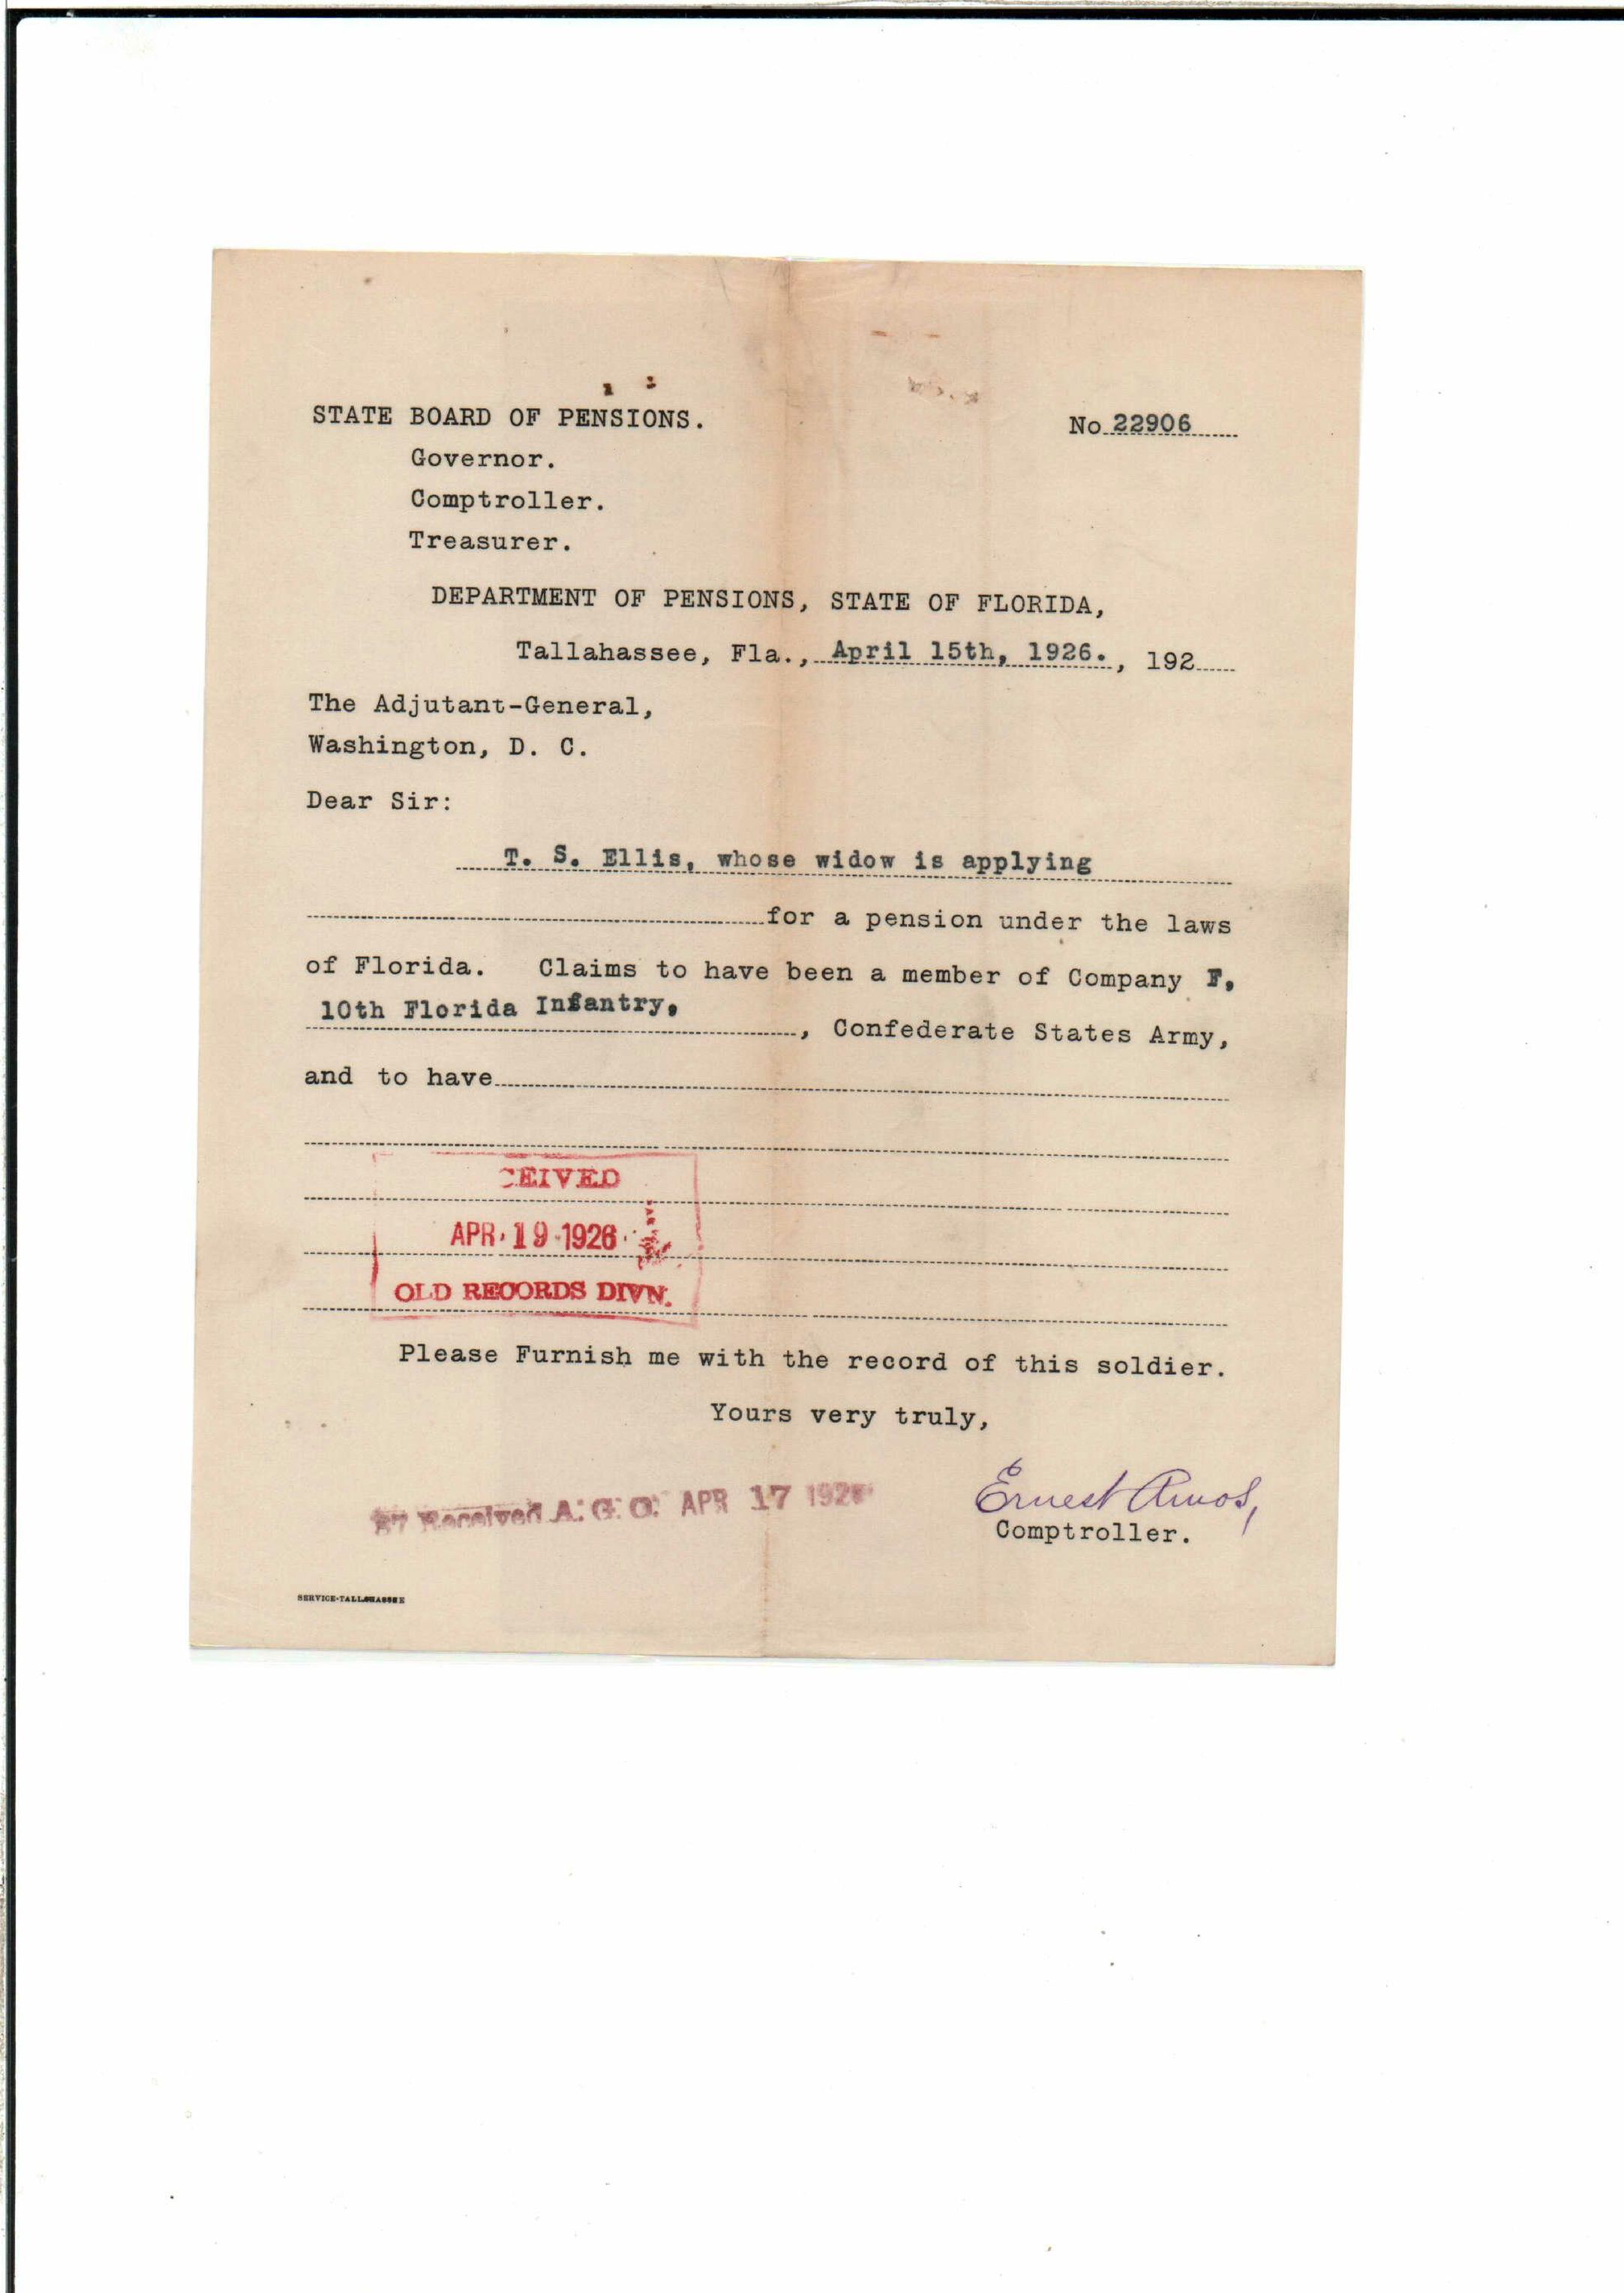 STATE BOARD OF PENSIONS.
No 22906
Governor.
Comptroller.
Treasurer.
DEPARTMENT OF PENSIONS, STATE OF FLORIDA,
Tallahassee, Fla., April 15th, 1926. , 192
The Adjutant-General,
Washington, D. C.
Dear Sir:
T. S. Ellis, whose widow is applying
for a pension under the laws
of Florida. Claims to have been a member of Company F,
10th Florida Infantry, , Confederate States Army,
and to have
CEIVED
APR 19 1926
OLD RECORDS DIVN.
Please Furnish me with the record of this soldier.
Yours very truly,
Received A. G. O. APR 17
Ernest Amos,
Comptroller.
SERVICE-TALLAHASSEE